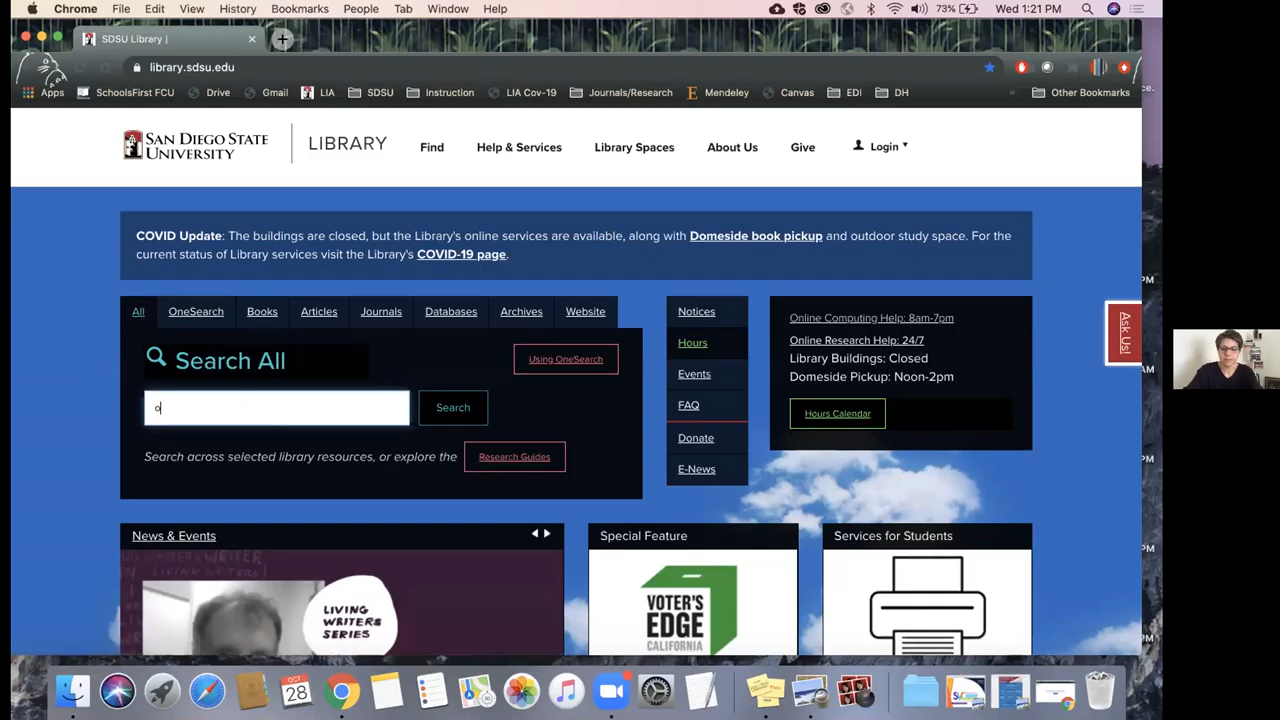 Chrome File Edit View History Bookmarks People Tab Window Help 73% Wed 1:21 PM
SDSU Library |
library.sdsu.edu
Apps SchoolsFirst FCU Drive Gmail LIA SDSU Instruction LIA Cov-19 Journals/Research Mendeley Canvas EDI DH » Other Bookmarks
SAN DIEGO STATE
UNIVERSITY
LIBRARY
Find Help & Services Library Spaces About Us Give Login
COVID Update: The buildings are closed, but the Library's online services are available, along with Domeside book pickup and outdoor study space. For the
current status of Library services visit the Library's COVID-19 page.
All OneSearch Books Articles Journals Databases Archives Website
Search All
Using OneSearch
o
Search
Search across selected library resources, or explore the Research Guides
Notices
Hours
Events
FAQ
Donate
E-News
Online Computing Help: 8am-7pm
Online Research Help: 24/7
Library Buildings: Closed
Domeside Pickup: Noon-2pm
Hours Calendar
Ask Us!
News & Events
LIVING
WRITERS
SERIES
Special Feature
VOTER'S
EDGE
CALIFORNIA
Services for Students
OCT
28